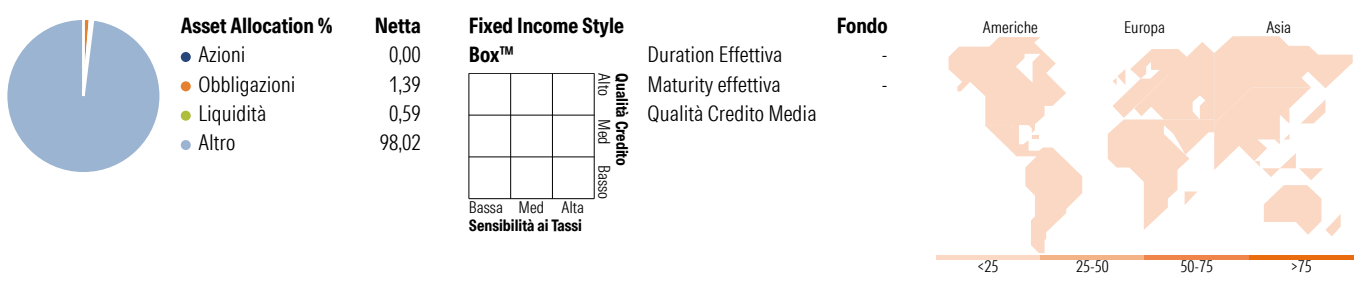 Asset Allocation % Netta
Azioni 0,00
Obbligazioni 1,39
Liquidità 0,59
Altro 98,02
Fixed Income Style
Box™
Alto Med Basso
Qualità Credito
Bassa Med Alta
Sensibilità ai Tassi
Fondo
Duration Effettiva -
Maturity effettiva -
Qualità Credito Media
Americhe Europa Asia
<25 25-50 50-75 >75